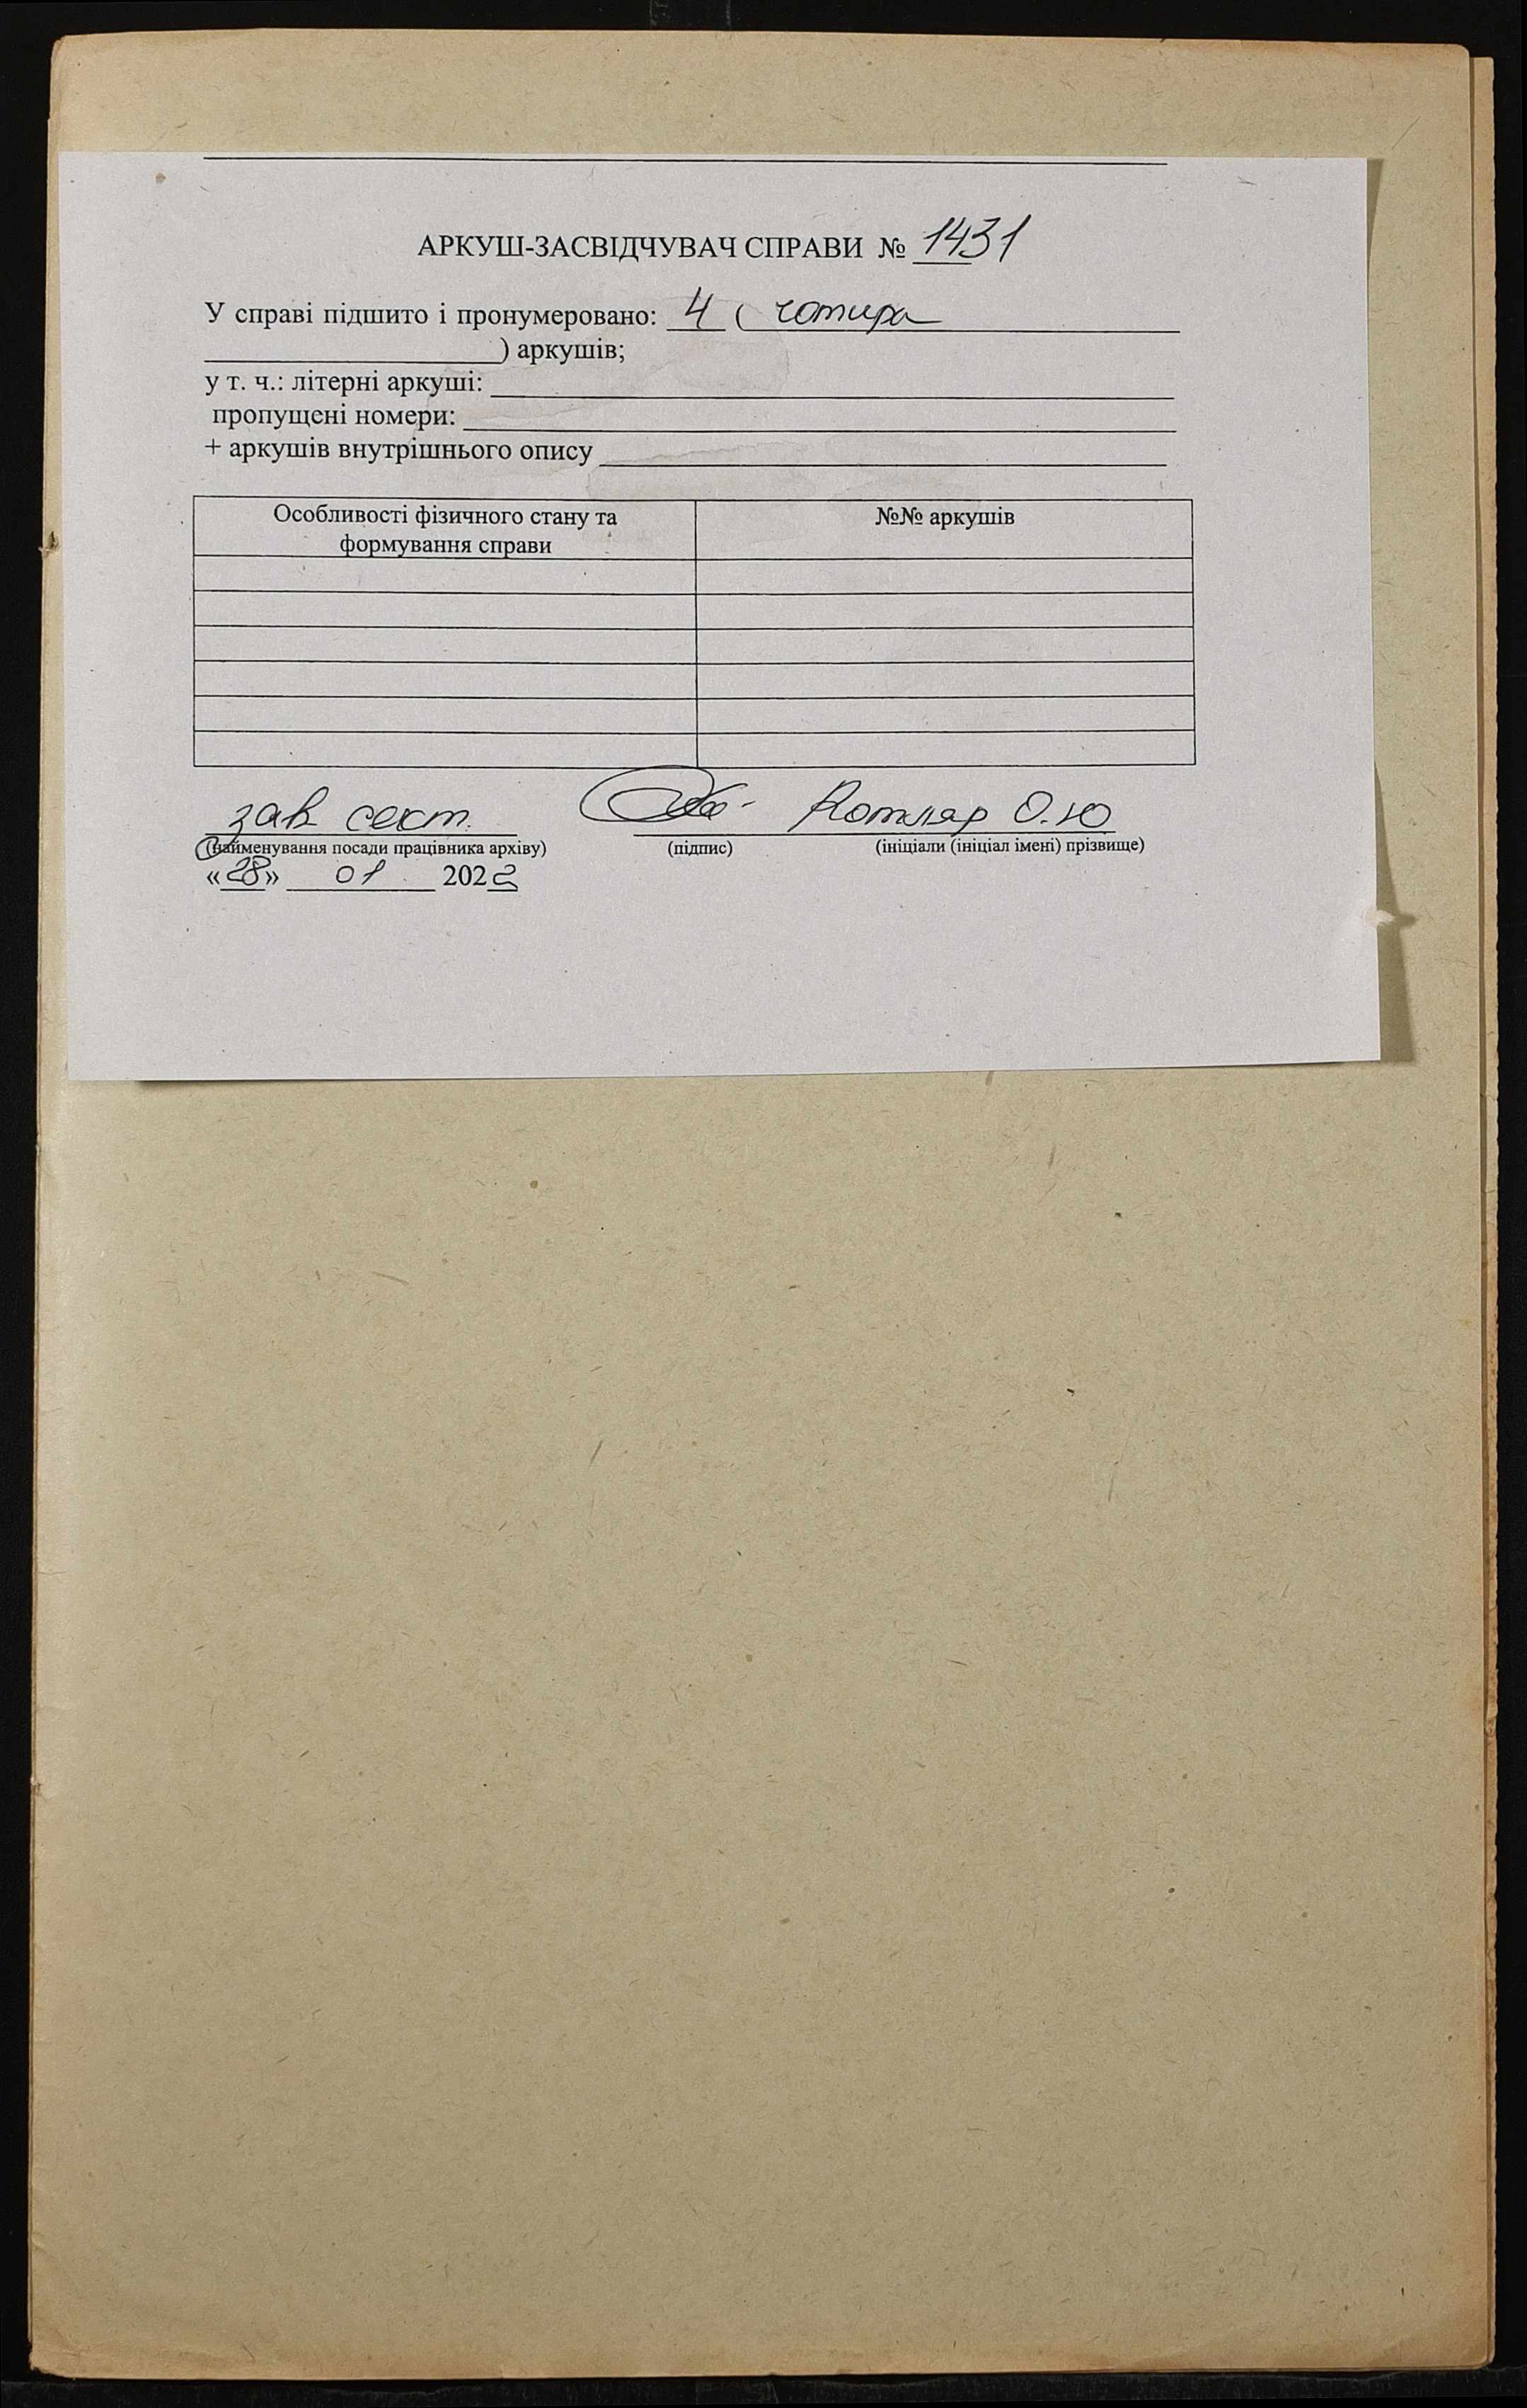 АРКУШ-ЗАСВІДЧУВАЧ СПРАВИ № 1431
У справі підшито і пронумеровано: 4 ( чотири
) аркушів;
у т. ч.: літерні аркуші:
пропущені номери:
+ аркушів внутрішнього опису
Особливості фізичного стану та формування справи
№№ аркушів
зав. сект. Котляр О.Ю
(найменування посади працівника архіву) (підпис) (ініціали (ініціал імені) прізвище)
«28» 01 2022